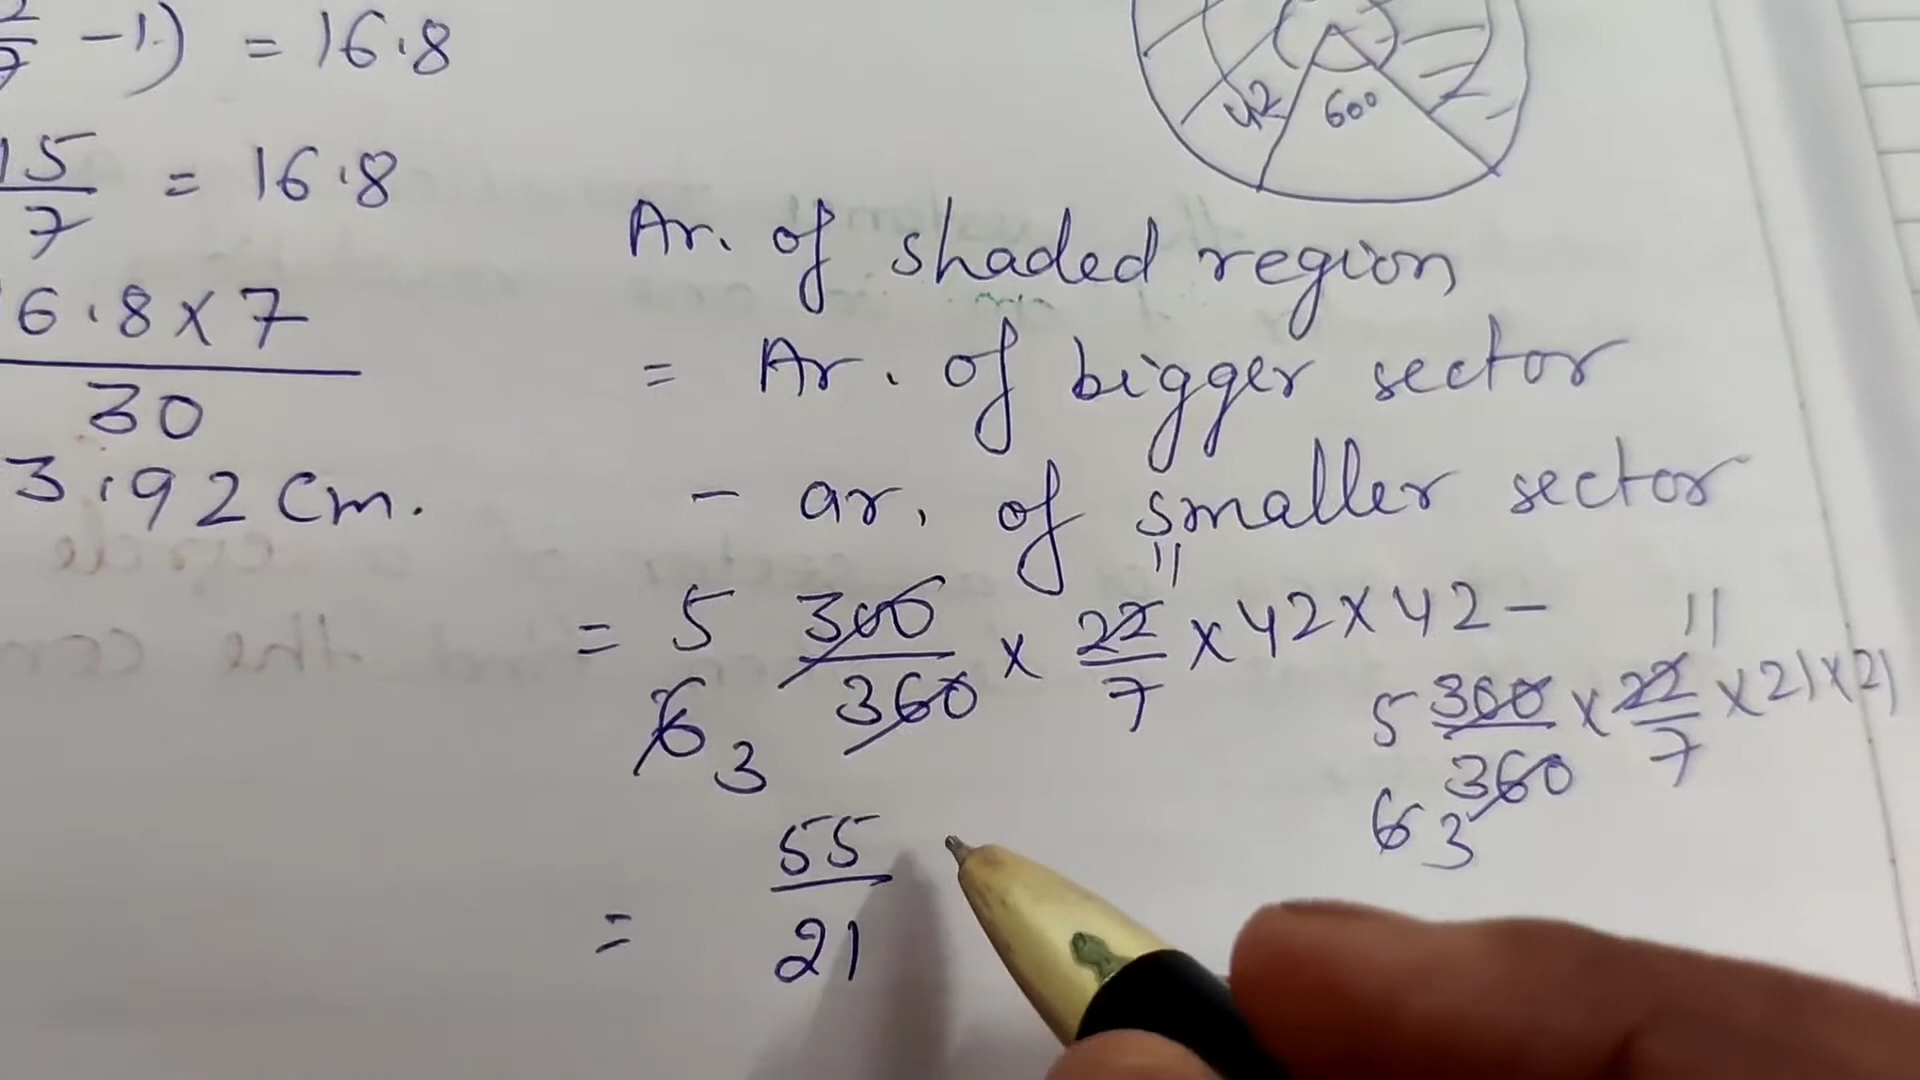 2/7 - 1) = 16.8
15/7 = 16.8
6.8 x 7
30
3.92 cm.
42 60°
Ar. of shaded region
= Ar. of bigger sector
- ar. of smaller sector
11 11
= 5 300/360 x 22/7 x 42 x 42 -
5 300/360 x 22/7 x 21 x 21
6 3
6 3
= 55/21